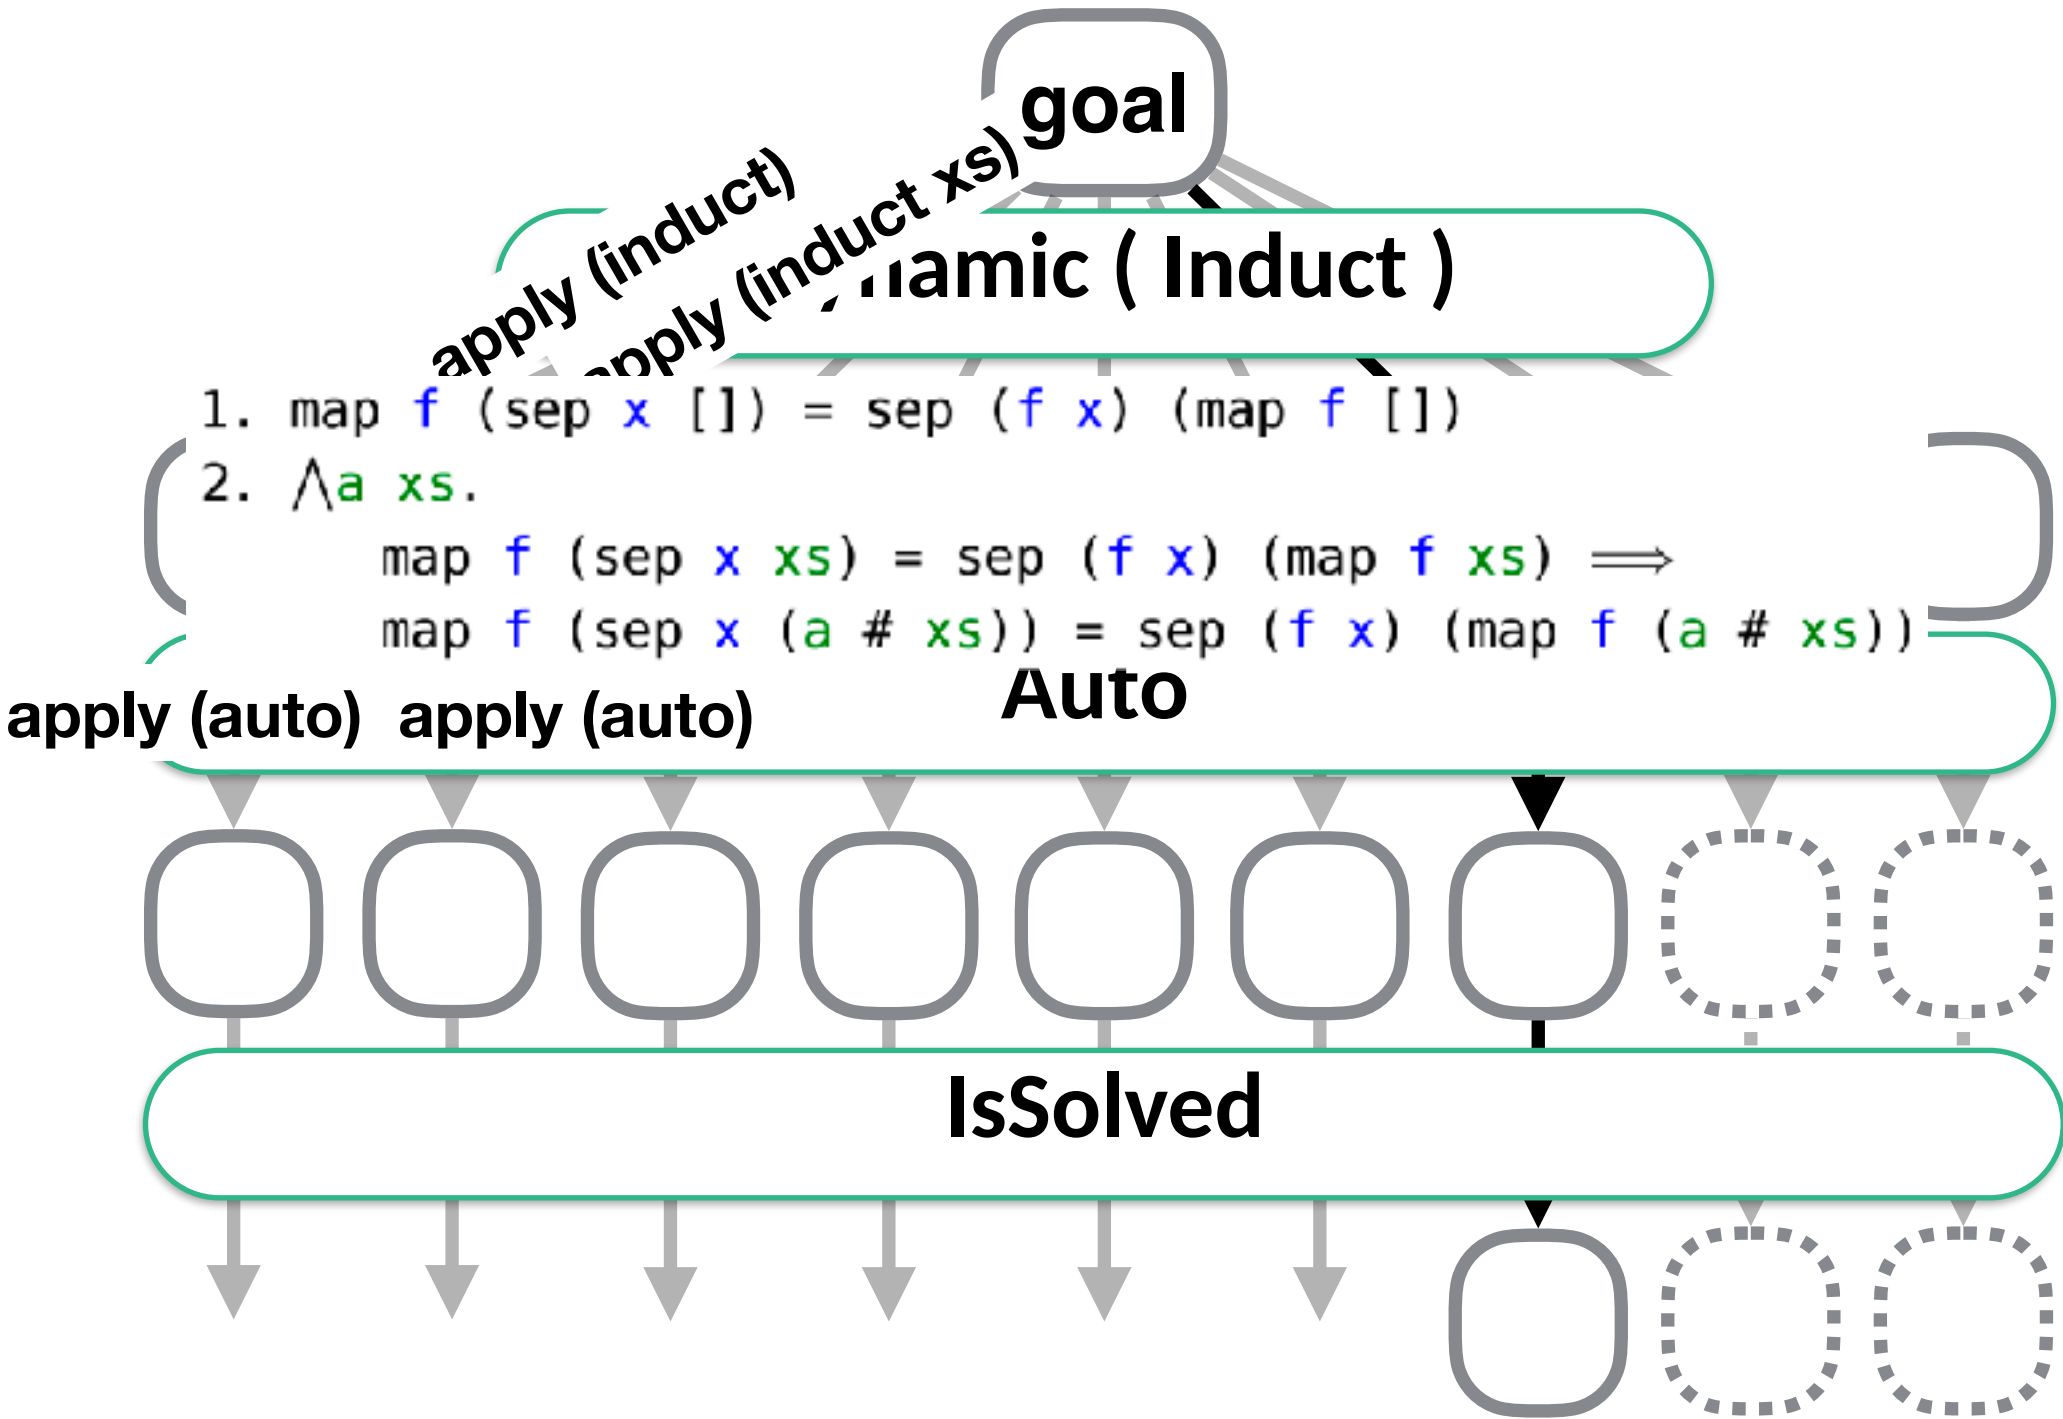 goal
apply (induct)
apply (induct xs)
namic ( Induct )
1. map f (sep x []) = sep (f x) (map f [])
2. ⋀a xs.
map f (sep x xs) = sep (f x) (map f xs) ⟹
map f (sep x (a # xs)) = sep (f x) (map f (a # xs))
Auto
apply (auto) apply (auto)
IsSolved